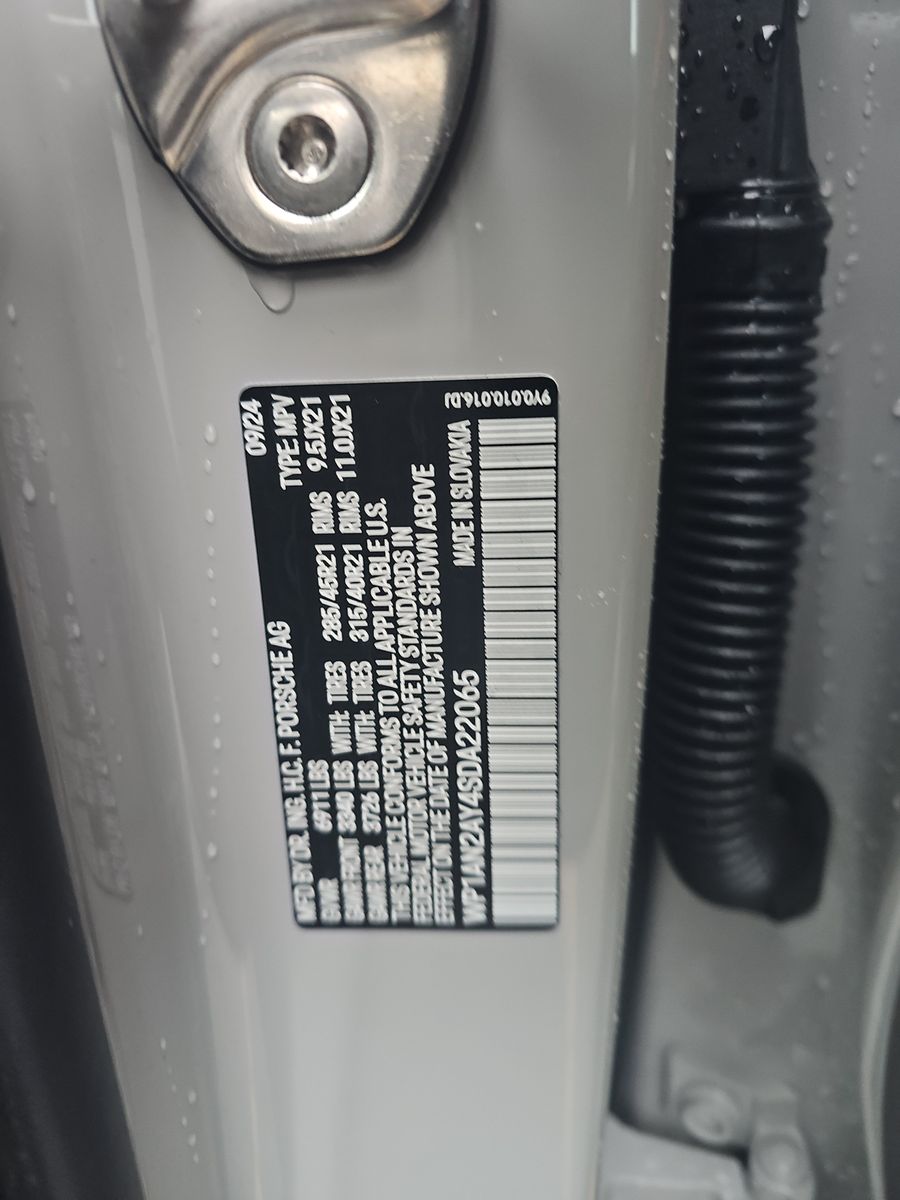 MFD BY DR. ING. H.C. F. PORSCHE AG 09/24
GVWR 6911 LBS TYPE: MPV
GAWR FRONT 3340 LBS WITH: TIRES 285/45R21 RIMS 9.5JX21
GAWR REAR 3726 LBS WITH: TIRES 315/40R21 RIMS 11.0JX21
THIS VEHICLE CONFORMS TO ALL APPLICABLE U.S.
FEDERAL MOTOR VEHICLE SAFETY STANDARDS IN
EFFECT ON THE DATE OF MANUFACTURE SHOWN ABOVE
WP1AN2AY4SDA22065 MADE IN SLOVAKIA
9Y0.010.016.DJ